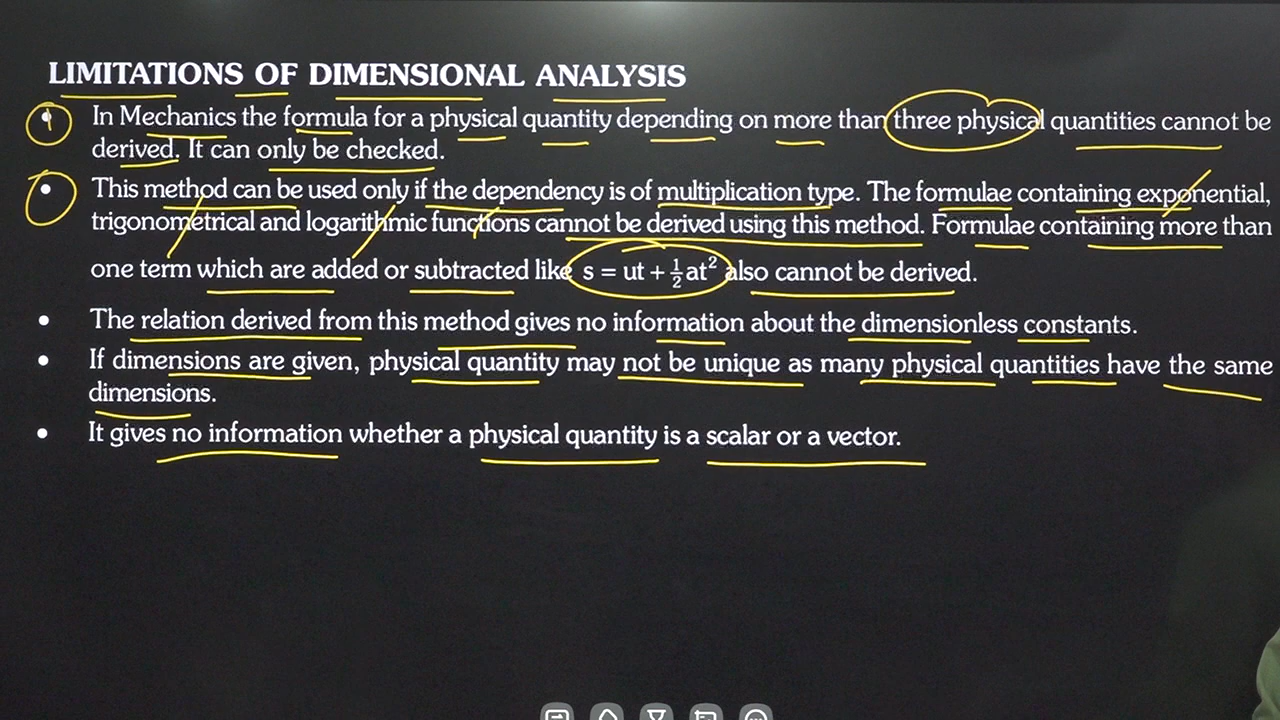 LIMITATIONS OF DIMENSIONAL ANALYSIS
• In Mechanics the formula for a physical quantity depending on more than three physical quantities cannot be
derived. It can only be checked.
• This method can be used only if the dependency is of multiplication type. The formulae containing exponential,
trigonometrical and logarithmic functions cannot be derived using this method. Formulae containing more than
one term which are added or subtracted like s = ut + ½at² also cannot be derived.
• The relation derived from this method gives no information about the dimensionless constants.
• If dimensions are given, physical quantity may not be unique as many physical quantities have the same
dimensions.
• It gives no information whether a physical quantity is a scalar or a vector.